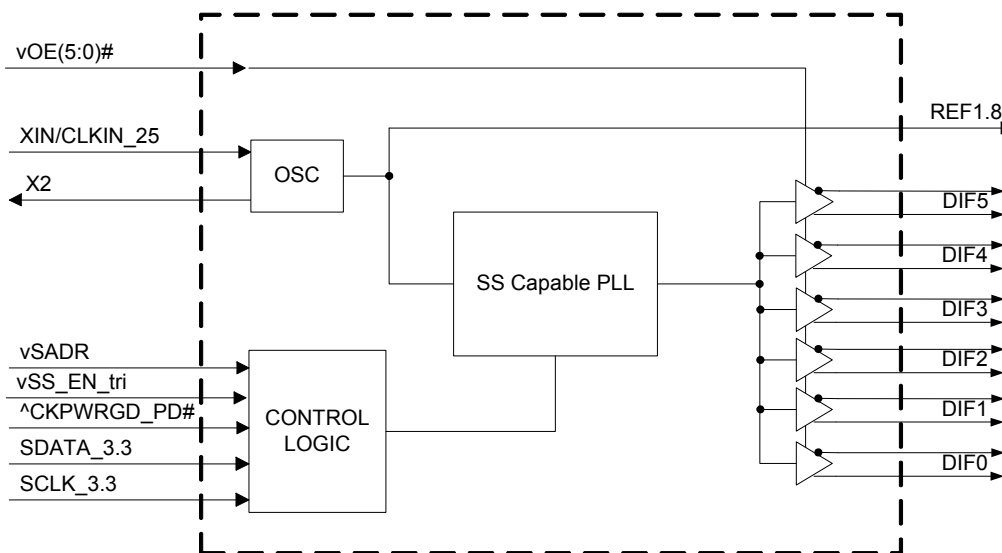 vOE(5:0)#
REF1.8
XIN/CLKIN_25
OSC
X2
DIF5
DIF4
SS Capable PLL
DIF3
vSADR
DIF2
vSS_EN_tri
^CKPWRGD_PD#
CONTROL
LOGIC
DIF1
SDATA_3.3
DIF0
SCLK_3.3